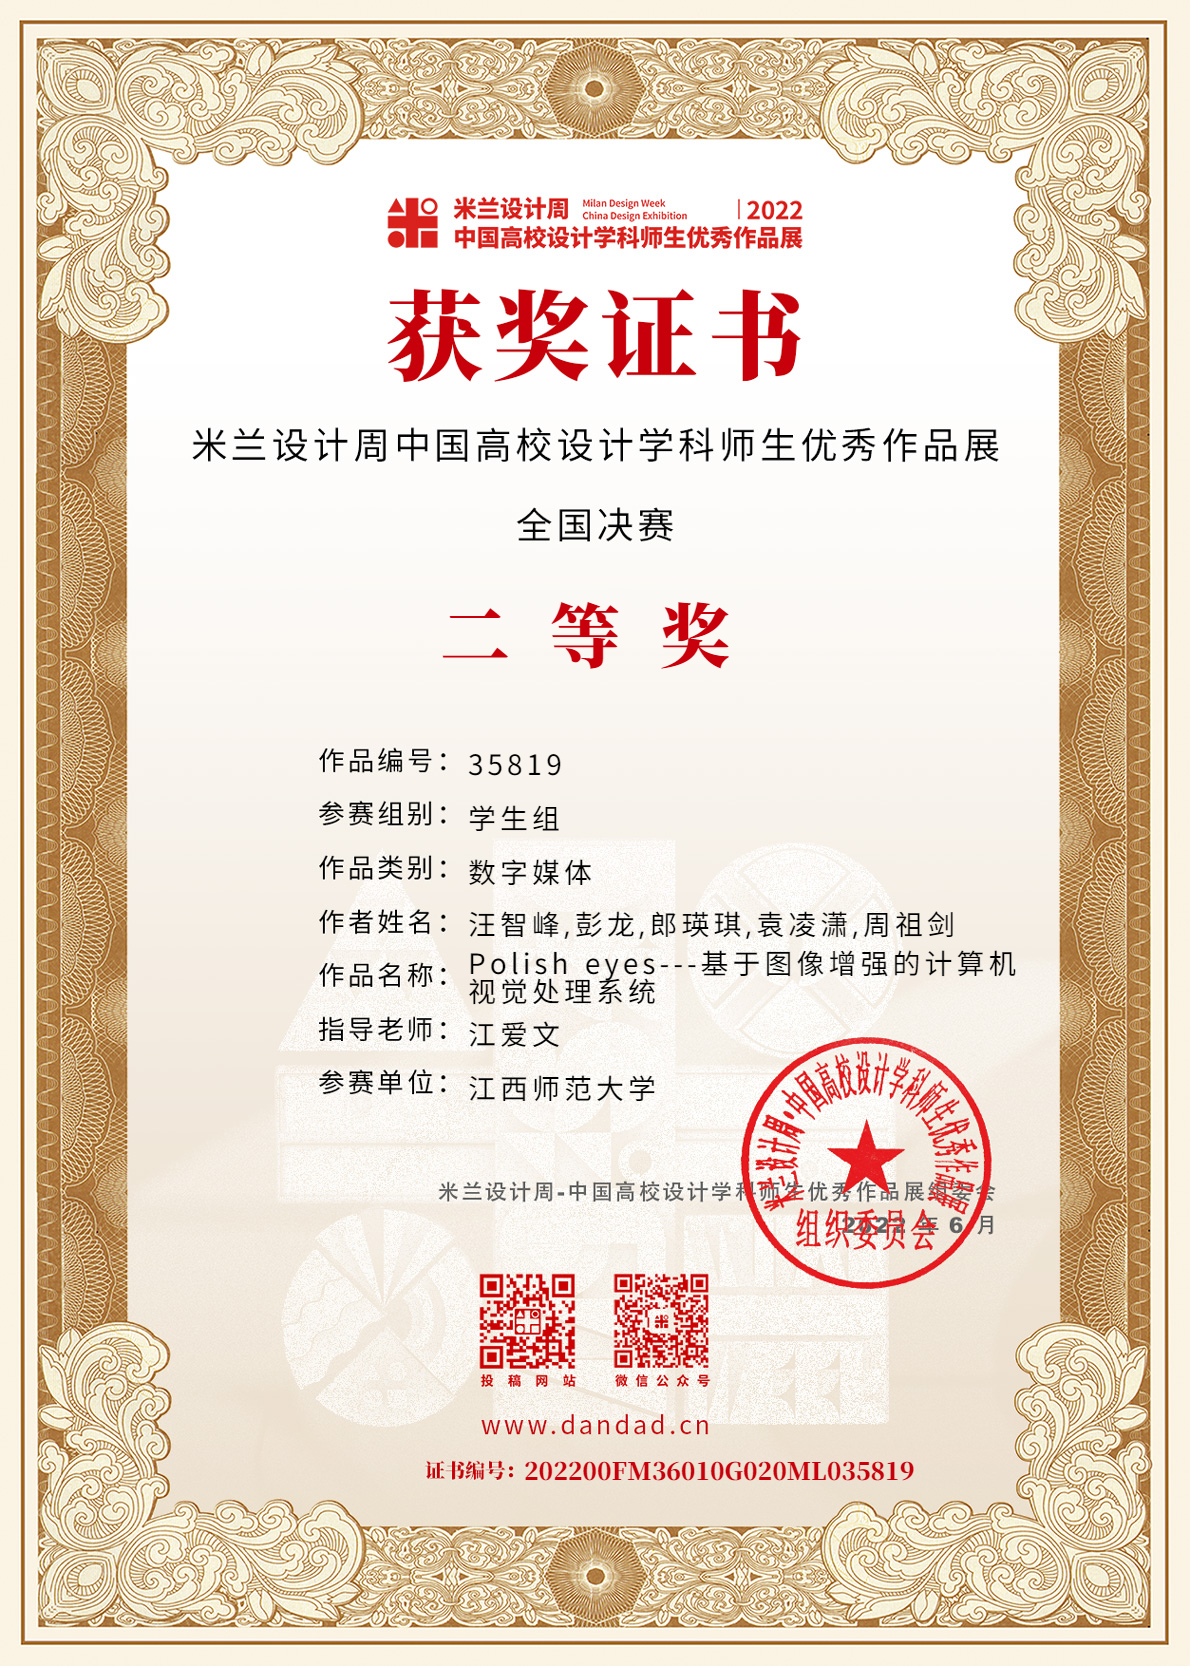 米兰设计周 Milan Design Week
China Design Exhibition | 2022
中国高校设计学科师生优秀作品展
获奖证书
米兰设计周中国高校设计学科师生优秀作品展
全国决赛
二等奖
作品编号：35819
参赛组别：学生组
作品类别：数字媒体
作者姓名：汪智峰,彭龙,郎瑛琪,袁凌潇,周祖剑
作品名称：Polish eyes---基于图像增强的计算机
视觉处理系统
指导老师：江爱文
参赛单位：江西师范大学
米兰设计周-中国高校设计学科师生优秀作品展组委会
2022 年 6 月
米兰设计周·中国高校设计学科师生优秀作品展
组织委员会
投稿网站 微信公众号
www.dandad.cn
证书编号：202200FM36010G020ML035819